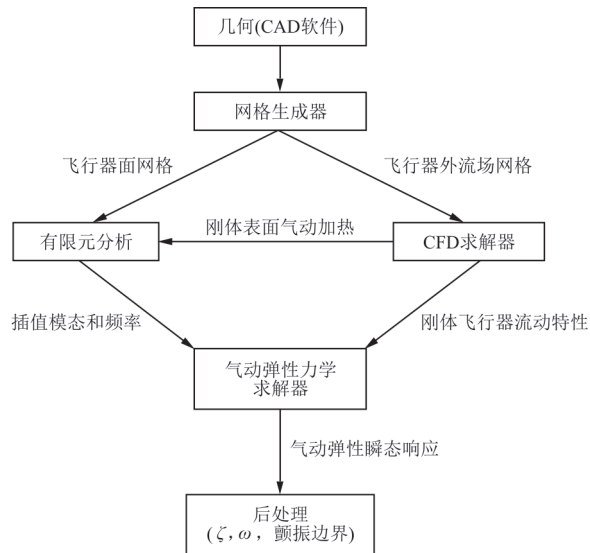 几何(CAD软件)
网格生成器
飞行器面网格
飞行器外流场网格
有限元分析
刚体表面气动加热
CFD求解器
插值模态和频率
刚体飞行器流动特性
气动弹性力学
求解器
气动弹性瞬态响应
后处理
(ζ, ω, 颤振边界)